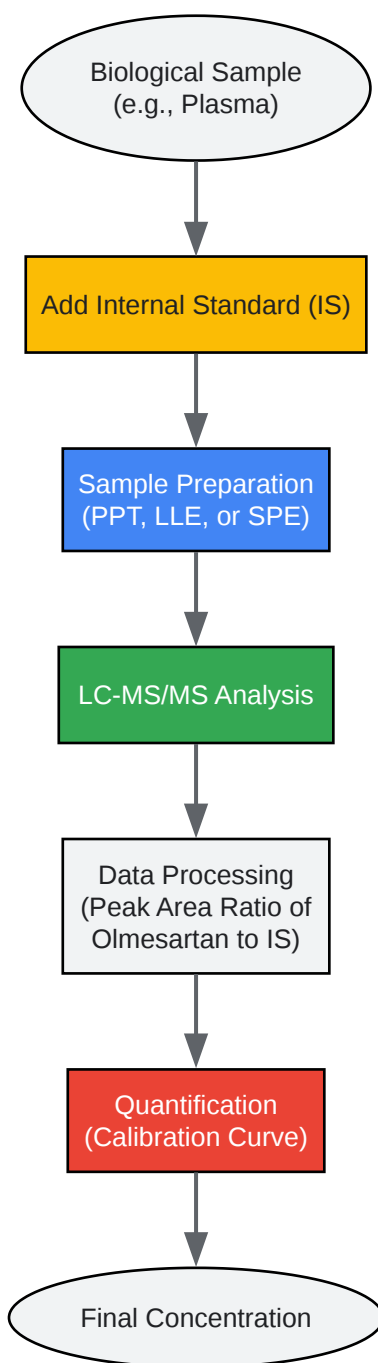 Biological Sample
(e.g., Plasma)
Add Internal Standard (IS)
Sample Preparation
(PPT, LLE, or SPE)
LC-MS/MS Analysis
Data Processing
(Peak Area Ratio of
Olmesartan to IS)
Quantification
(Calibration Curve)
Final Concentration